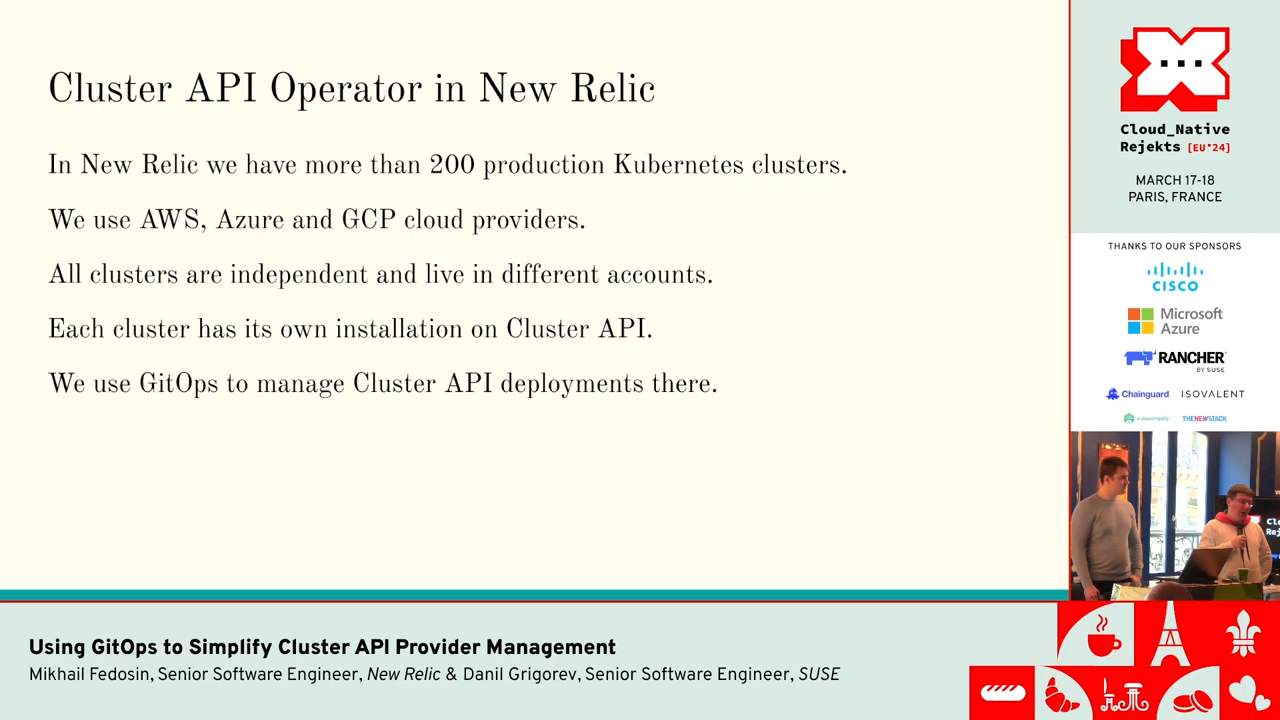 Cluster API Operator in New Relic
In New Relic we have more than 200 production Kubernetes clusters.
We use AWS, Azure and GCP cloud providers.
All clusters are independent and live in different accounts.
Each cluster has its own installation on Cluster API.
We use GitOps to manage Cluster API deployments there.
Cloud_Native
Rejekts [EU'24]
MARCH 17-18
PARIS, FRANCE
THANKS TO OUR SPONSORS
CISCO
Microsoft
Azure
RANCHER
BY SUSE
Chainguard ISOVALENT
Kubesimplify THENEWSTACK
Using GitOps to Simplify Cluster API Provider Management
Mikhail Fedosin, Senior Software Engineer, New Relic & Danil Grigorev, Senior Software Engineer, SUSE